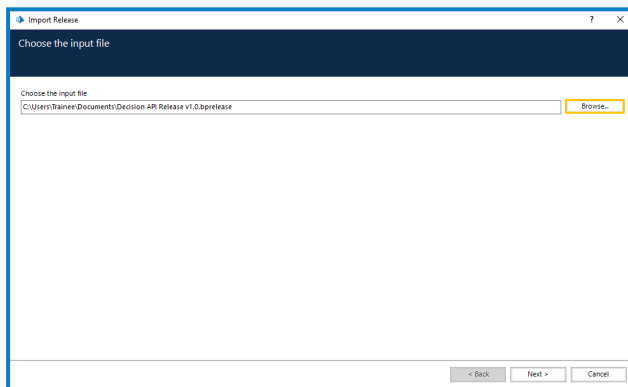 Import Release
? ×
Choose the input file
Choose the input file
C:\Users\Trainee\Documents\Decision API Release v1.0.bprelease
Browse...
< Back
Next >
Cancel